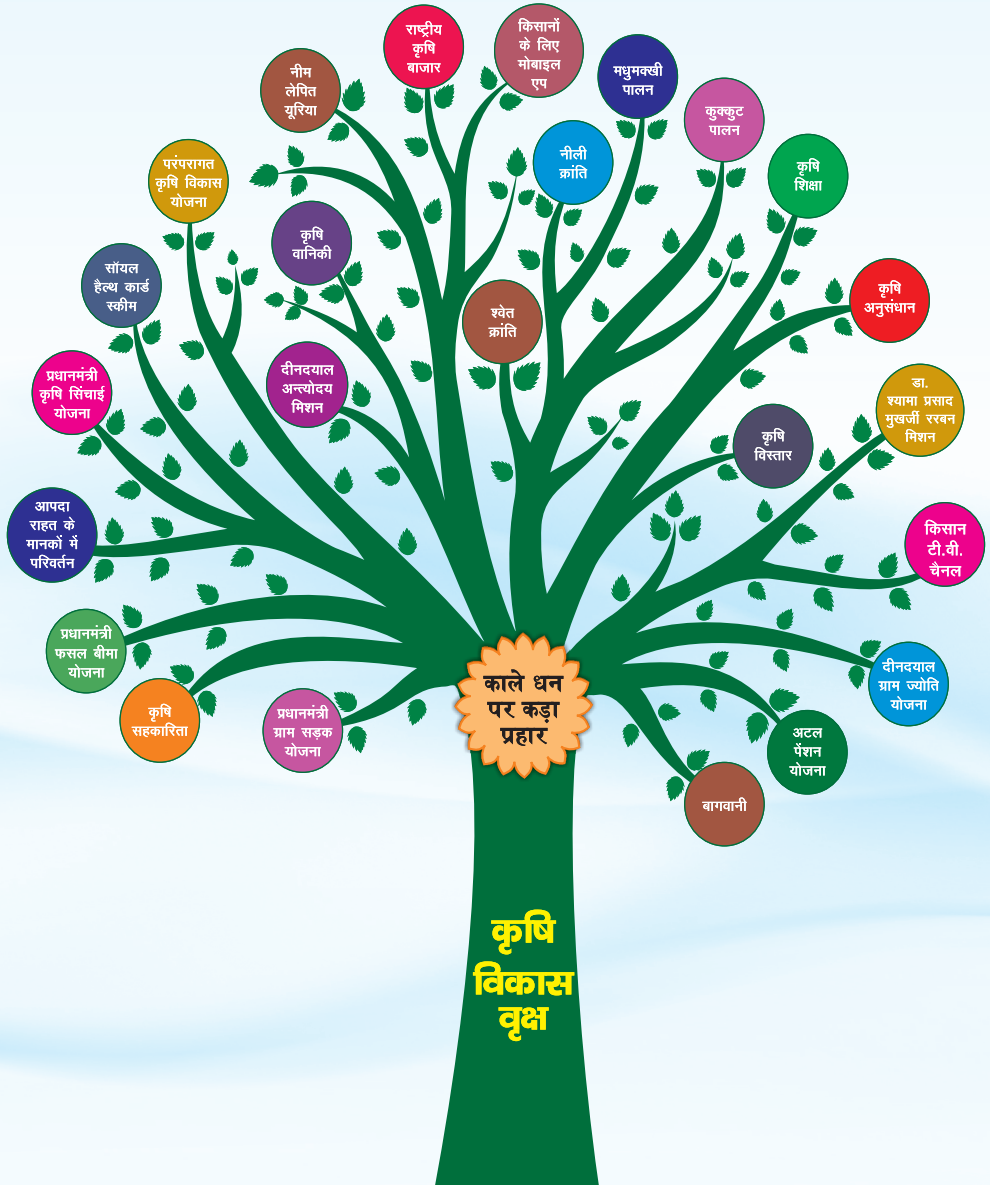 राष्ट्रीय
कृषि
बाजार
किसानों
के लिए
मोबाइल
एप
नीम
लेपित
यूरिया
मधुमक्खी
पालन
कुक्कुट
पालन
नीली
क्रांति
परंपरागत
कृषि विकास
योजना
कृषि
शिक्षा
कृषि
वानिकी
सॉयल
हैल्थ कार्ड
स्कीम
श्वेत
क्रांति
कृषि
अनुसंधान
प्रधानमंत्री
कृषि सिंचाई
योजना
दीनदयाल
अन्त्योदय
मिशन
डा.
श्यामा प्रसाद
मुखर्जी ररबन
मिशन
कृषि
विस्तार
आपदा
राहत के
मानकों में
परिवर्तन
किसान
टी.वी.
चैनल
प्रधानमंत्री
फसल बीमा
योजना
दीनदयाल
ग्राम ज्योति
योजना
कृषि
सहकारिता
प्रधानमंत्री
ग्राम सड़क
योजना
काले धन
पर कड़ा
प्रहार
अटल
पेंशन
योजना
बागवानी
कृषि
विकास
वृक्ष